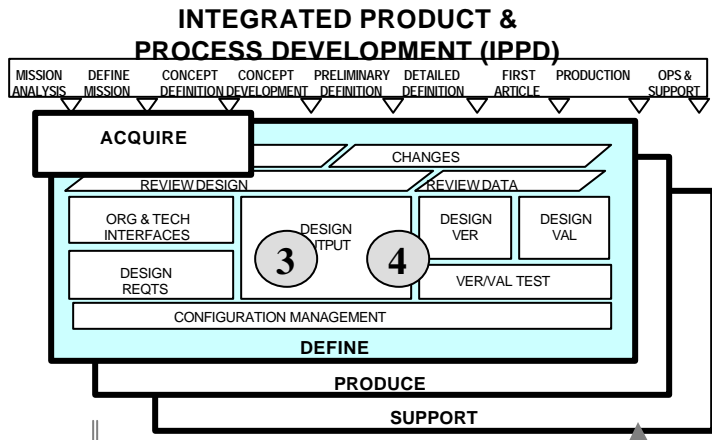 INTEGRATED PRODUCT &
PROCESS DEVELOPMENT (IPPD)
MISSION ANALYSIS
DEFINE MISSION
CONCEPT DEFINITION
CONCEPT DEVELOPMENT
PRELIMINARY DEFINITION
DETAILED DEFINITION
FIRST ARTICLE
PRODUCTION
OPS & SUPPORT
ACQUIRE
CHANGES
REVIEW DESIGN
REVIEW DATA
ORG & TECH
INTERFACES
DESIGN
REQTS
DESIGN
3
4
DESIGN
VER
DESIGN
VAL
VER/VAL TEST
CONFIGURATION MANAGEMENT
DEFINE
PRODUCE
SUPPORT